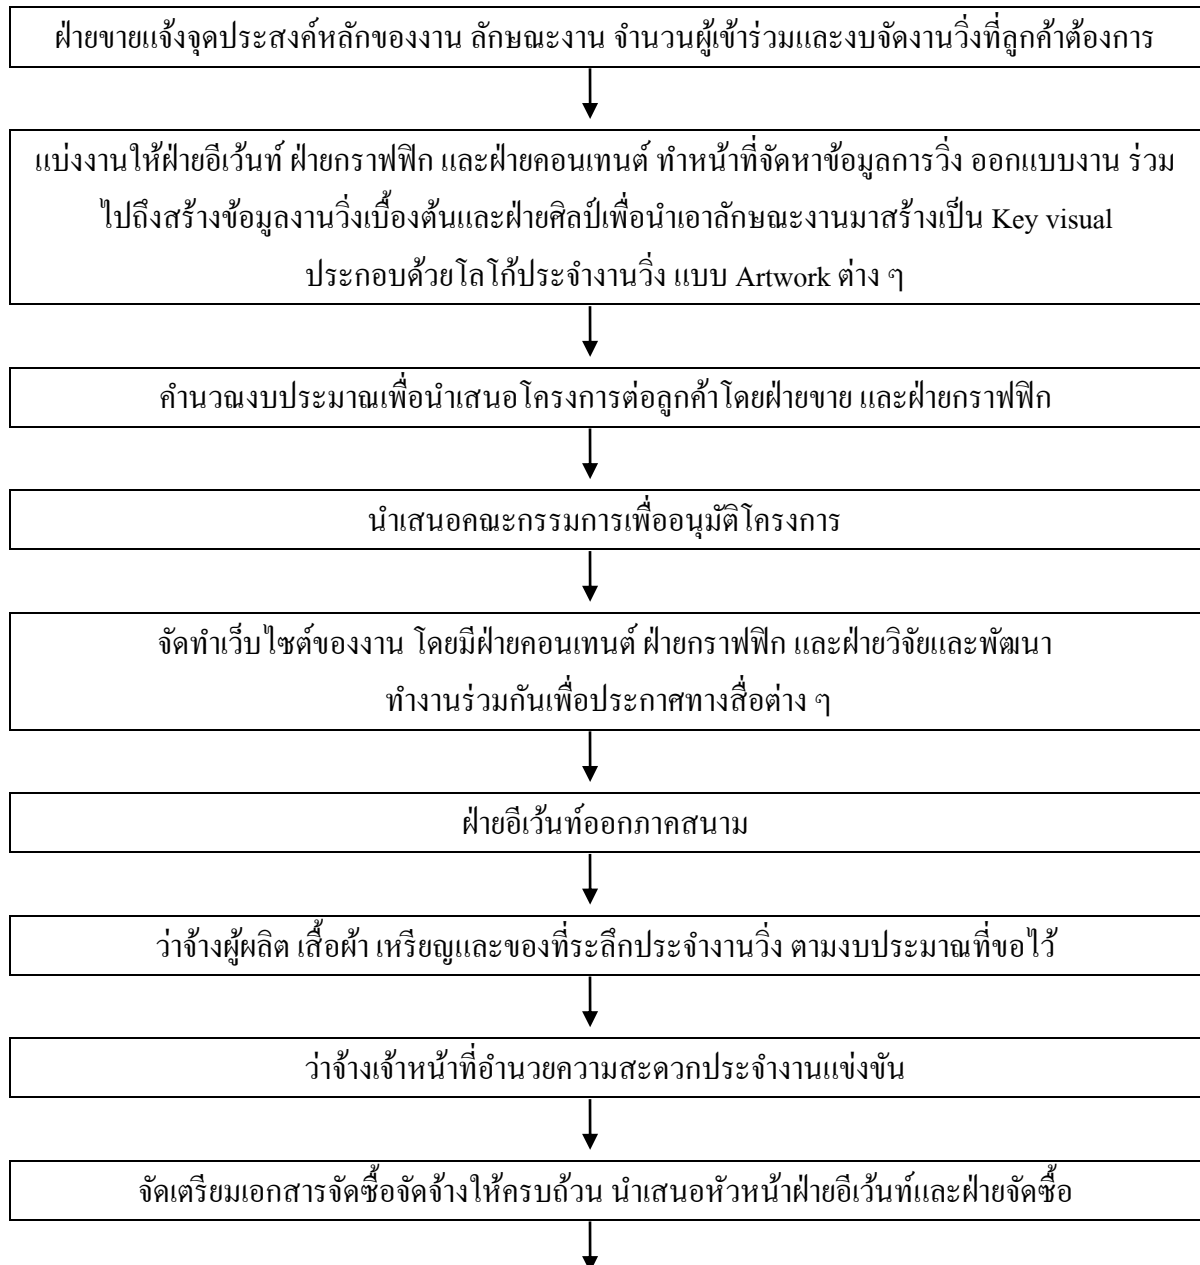 ฝ่ายขายแจ้งจุดประสงค์หลักของงาน ลักษณะงาน จำนวนผู้เข้าร่วมและงบจัดงานวิ่งที่ลูกค้าต้องการ
แบ่งงานให้ฝ่ายอีเว้นท์ ฝ่ายกราฟฟิก และฝ่ายคอนเทนต์ ทำหน้าที่จัดหาข้อมูลการวิ่ง ออกแบบงาน ร่วม
ไปถึงสร้างข้อมูลงานวิ่งเบื้องต้นและฝ่ายศิลป์เพื่อนำเอาลักษณะงานมาสร้างเป็น Key visual
ประกอบด้วยโลโก้ประจำงานวิ่ง แบบ Artwork ต่าง ๆ
คำนวณงบประมาณเพื่อนำเสนอโครงการต่อลูกค้าโดยฝ่ายขาย และฝ่ายกราฟฟิก
นำเสนอคณะกรรมการเพื่ออนุมัติโครงการ
จัดทำเว็บไซต์ของงาน โดยมีฝ่ายคอนเทนต์ ฝ่ายกราฟฟิก และฝ่ายวิจัยและพัฒนา
ทำงานร่วมกันเพื่อประกาศทางสื่อต่าง ๆ
ฝ่ายอีเว้นท์ออกภาคสนาม
ว่าจ้างผู้ผลิต เสื้อผ้า เหรียญและของที่ระลึกประจำงานวิ่ง ตามงบประมาณที่ขอไว้
ว่าจ้างเจ้าหน้าที่อำนวยความสะดวกประจำงานแข่งขัน
จัดเตรียมเอกสารจัดซื้อจัดจ้างให้ครบถ้วน นำเสนอหัวหน้าฝ่ายอีเว้นท์และฝ่ายจัดซื้อ